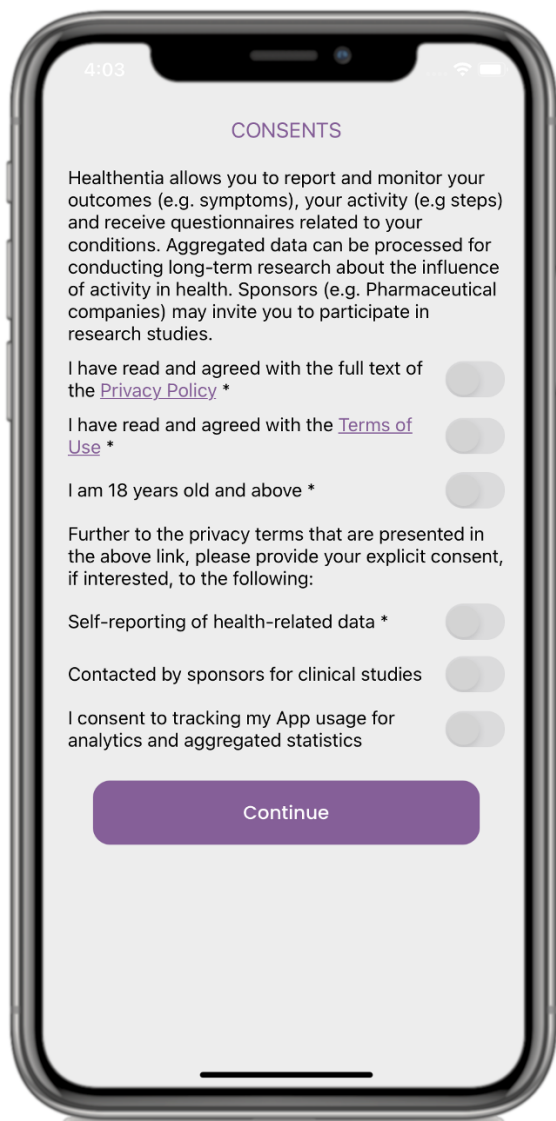 4:03
CONSENTS
Healthentia allows you to report and monitor your
outcomes (e.g. symptoms), your activity (e.g steps)
and receive questionnaires related to your
conditions. Aggregated data can be processed for
conducting long-term research about the influence
of activity in health. Sponsors (e.g. Pharmaceutical
companies) may invite you to participate in
research studies.
I have read and agreed with the full text of
the Privacy Policy *
I have read and agreed with the Terms of
Use *
I am 18 years old and above *
Further to the privacy terms that are presented in
the above link, please provide your explicit consent,
if interested, to the following:
Self-reporting of health-related data *
Contacted by sponsors for clinical studies
I consent to tracking my App usage for
analytics and aggregated statistics
Continue